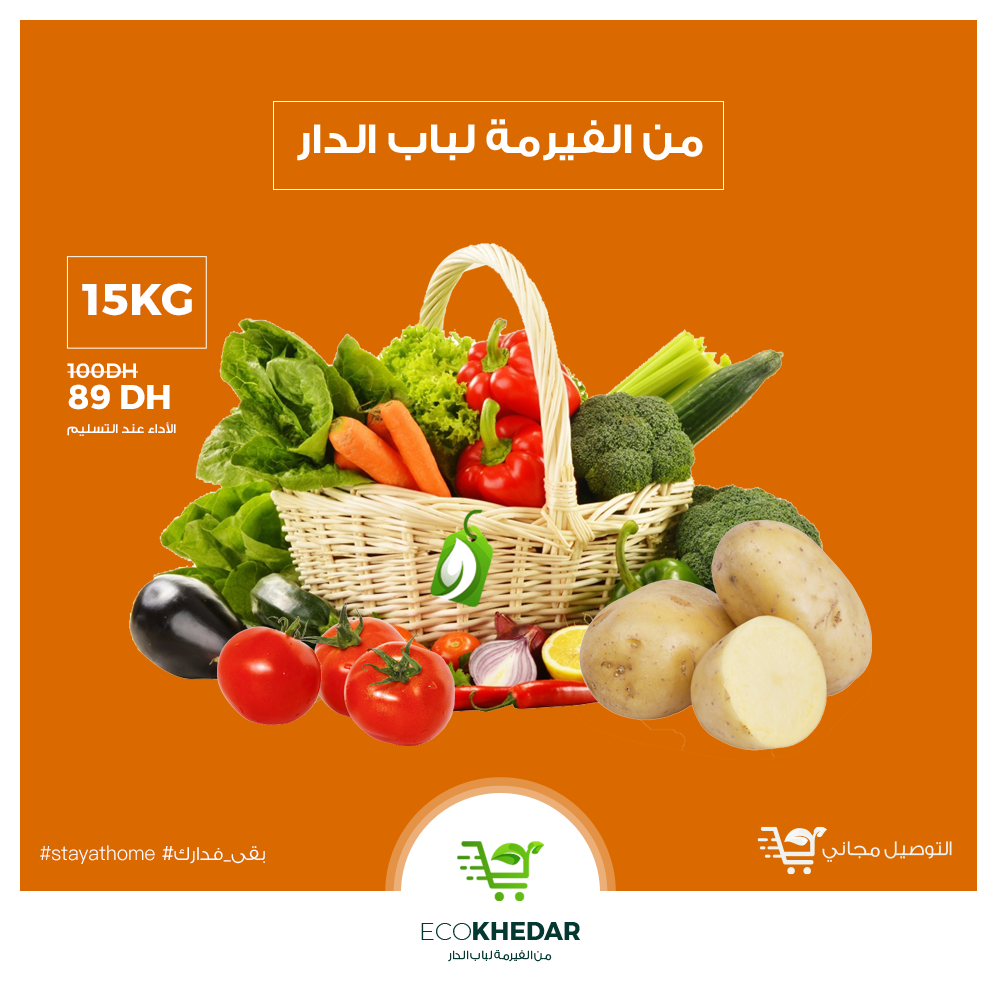 من الفيرمة لباب الدار
15KG
100DH
89 DH
الأداء عند التسليم
#stayathome #بقى_فدارك
التوصيل مجاني
ECOKHEDAR
من الفيرمة لباب الدار